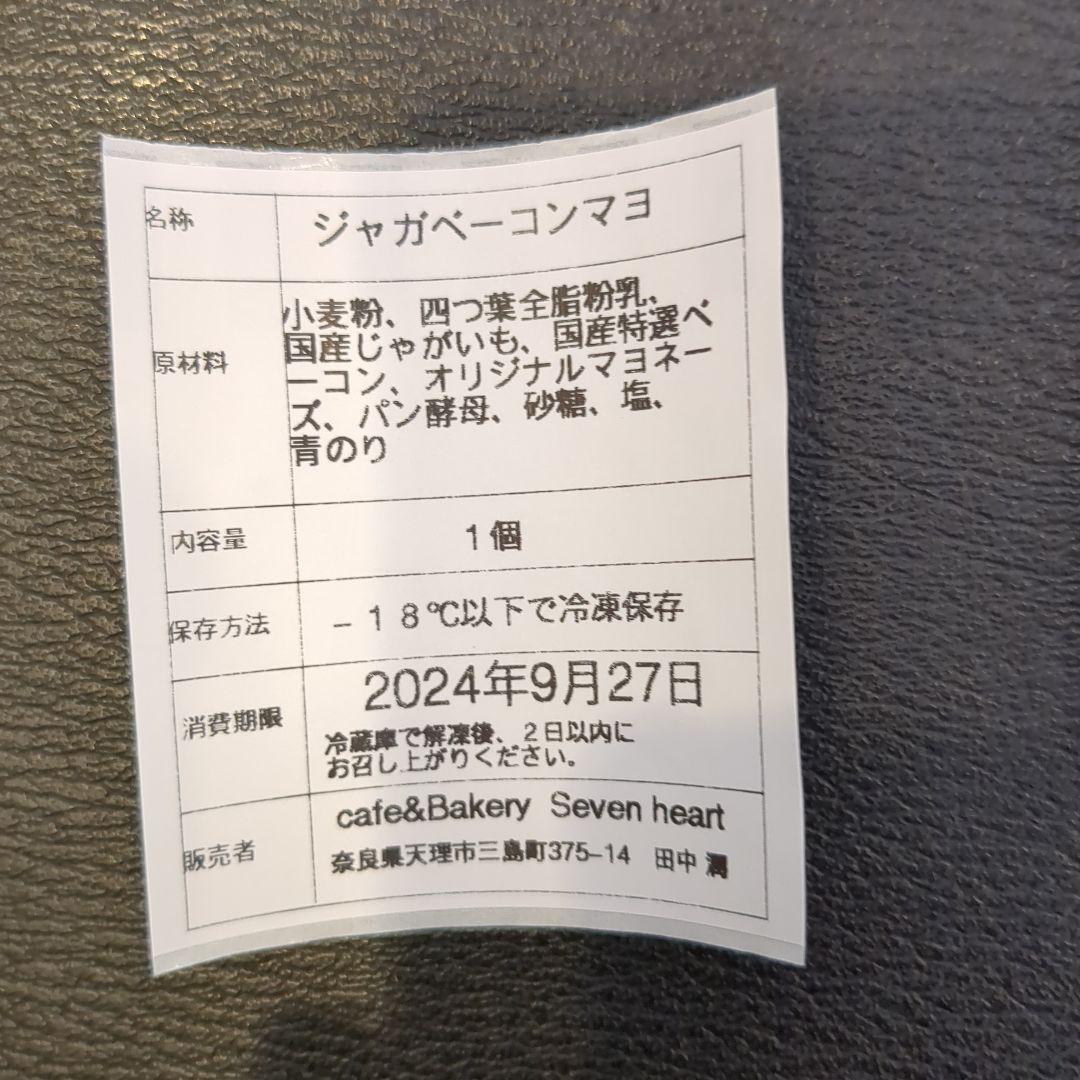 名称
ジャガベーコンマヨ
原材料
小麦粉、四つ葉全脂粉乳、
国産じゃがいも、国産特選ベ
ーコン、オリジナルマヨネー
ズ、パン酵母、砂糖、塩、
青のり
内容量
1個
保存方法
－18℃以下で冷凍保存
消費期限
2024年9月27日
冷蔵庫で解凍後、2日以内に
お召し上がりください。
販売者
cafe&Bakery Seven heart
奈良県天理市三島町375-14 田中 潤